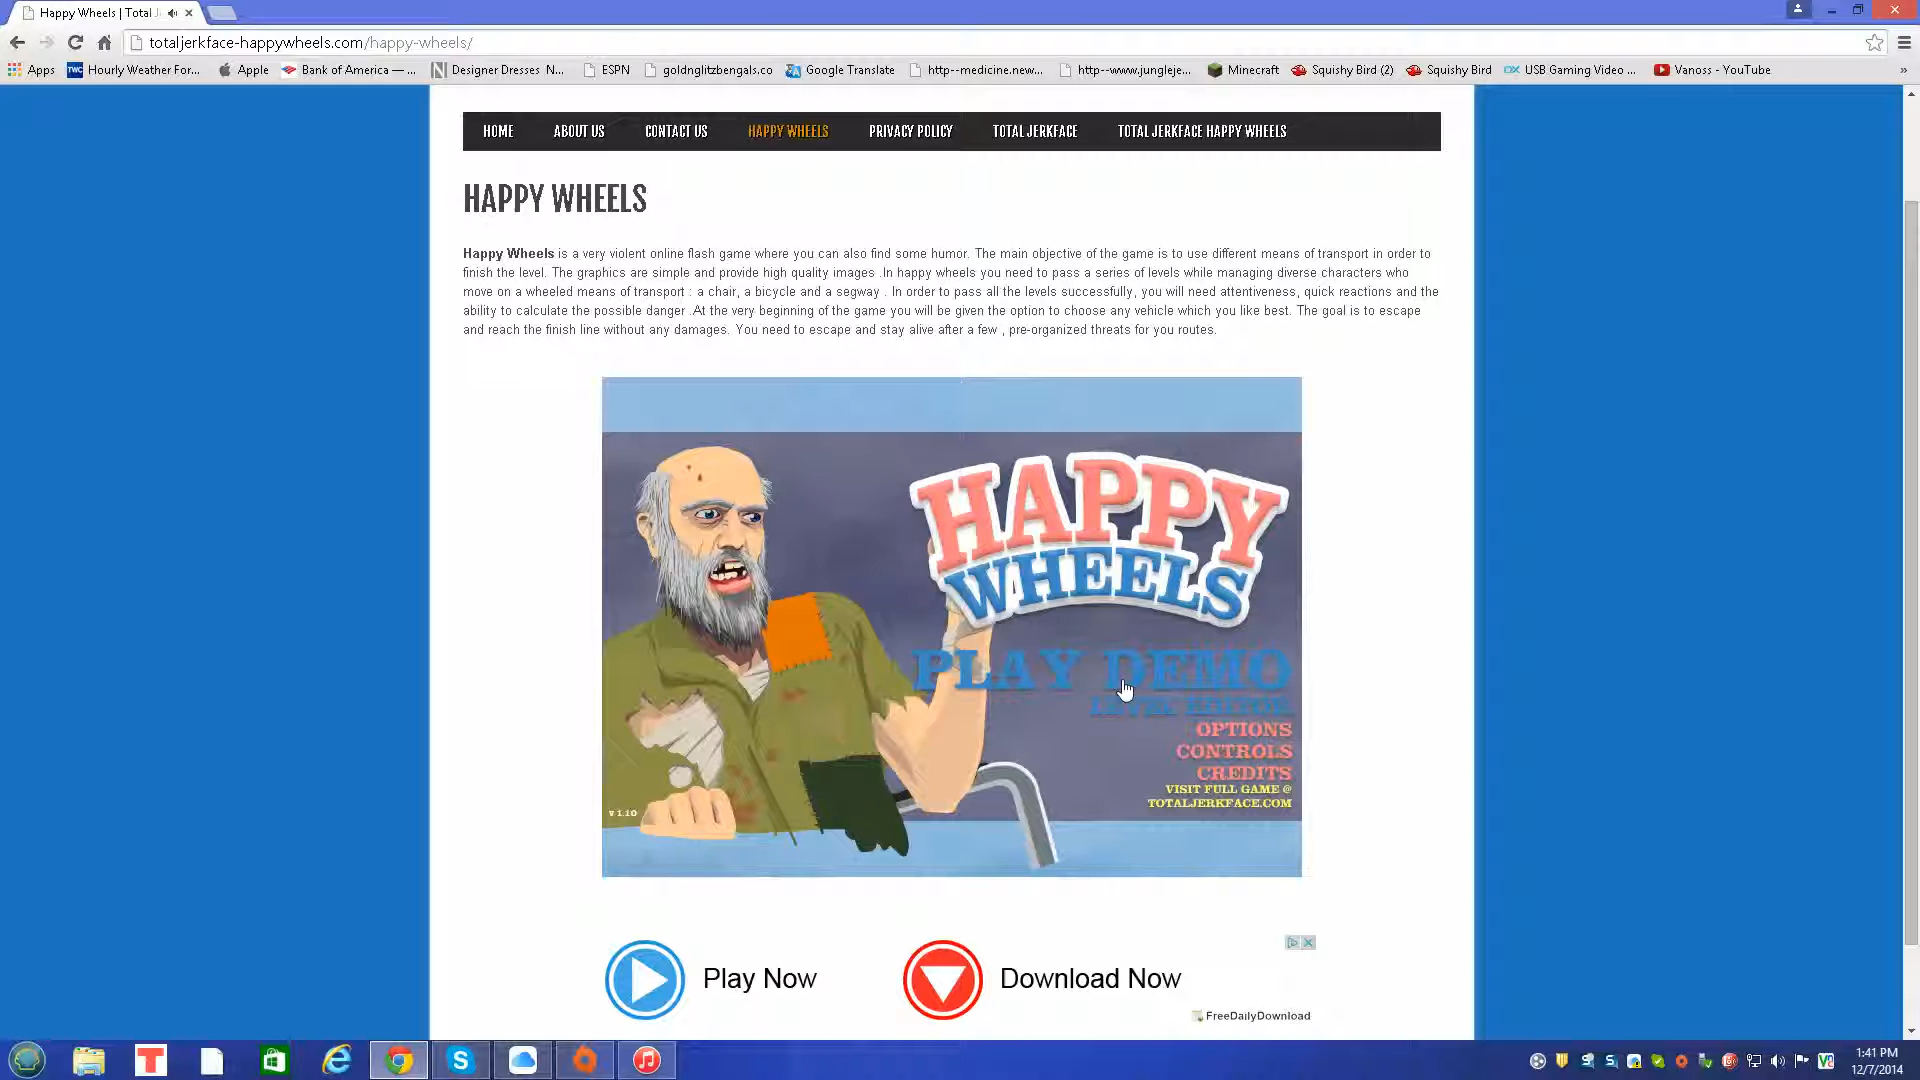 Happy Wheels | Total J
totaljerkface-happywheels.com/happy-wheels/
Apps Hourly Weather For... Apple Bank of America — ... Designer Dresses N... ESPN goldnglitzbengals.co Google Translate http--medicine.new... http--www.jungleje... Minecraft Squishy Bird (2) Squishy Bird USB Gaming Video ... Vanoss - YouTube »
HOME ABOUT US CONTACT US HAPPY WHEELS PRIVACY POLICY TOTAL JERKFACE TOTAL JERKFACE HAPPY WHEELS
HAPPY WHEELS
Happy Wheels is a very violent online flash game where you can also find some humor. The main objective of the game is to use different means of transport in order to
finish the level. The graphics are simple and provide high quality images .In happy wheels you need to pass a series of levels while managing diverse characters who
move on a wheeled means of transport : a chair, a bicycle and a segway . In order to pass all the levels successfully, you will need attentiveness, quick reactions and the
ability to calculate the possible danger .At the very beginning of the game you will be given the option to choose any vehicle which you like best. The goal is to escape
and reach the finish line without any damages. You need to escape and stay alive after a few , pre-organized threats for you routes.
HAPPY
WHEELS
PLAY DEMO
LEVEL EDITOR
OPTIONS
CONTROLS
CREDITS
VISIT FULL GAME @
TOTALJERKFACE.COM
v 1.10
Play Now Download Now
FreeDailyDownload
1:41 PM
12/7/2014